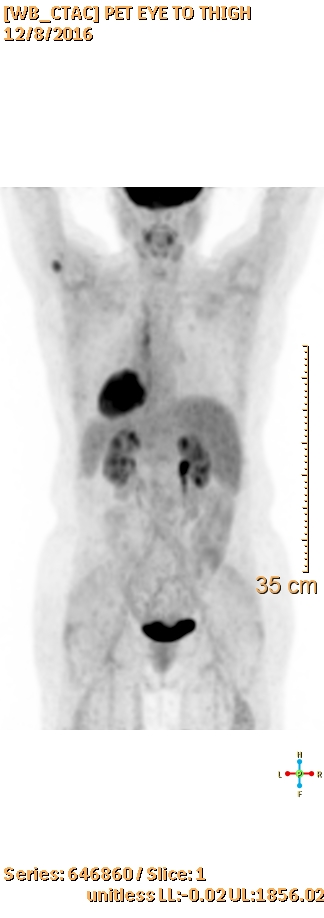 [WB_CTAC] PET EYE TO THIGH
12/8/2016
35 cm
H
L R
F
Series: 646860 / Slice: 1
unitless LL:-0.02 UL:1856.02